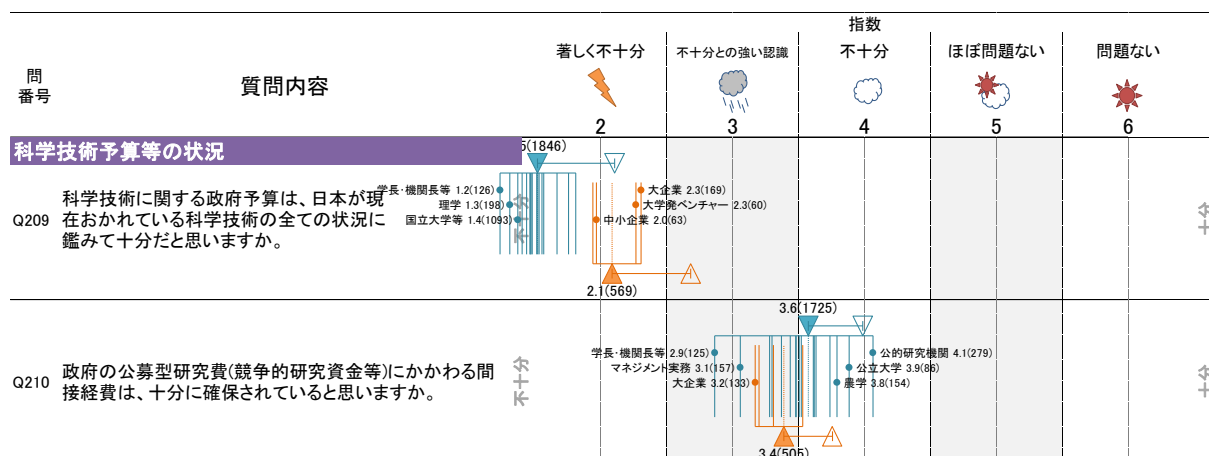 指数
問
番号
質問内容
著しく不十分
不十分との強い認識
不十分
ほぼ問題ない
問題ない
2
3
4
5
6
科学技術予算等の状況
5(1846)
Q209
科学技術に関する政府予算は、日本が現
在おかれている科学技術の全ての状況に
鑑みて十分だと思いますか。
学長・機関長等 1.2(126)
理学 1.3(198)
国立大学等 1.4(1093)
不十分
大企業 2.3(169)
大学発ベンチャー 2.3(60)
中小企業 2.0(63)
十分
2.1(569)
3.6(1725)
Q210
政府の公募型研究費(競争的研究資金等)にかかわる間
接経費は、十分に確保されていると思いますか。
不十分
学長・機関長等 2.9(125)
マネジメント実務 3.1(157)
大企業 3.2(133)
公的研究機関 4.1(279)
公立大学 3.9(86)
農学 3.8(154)
十分
3.4(505)